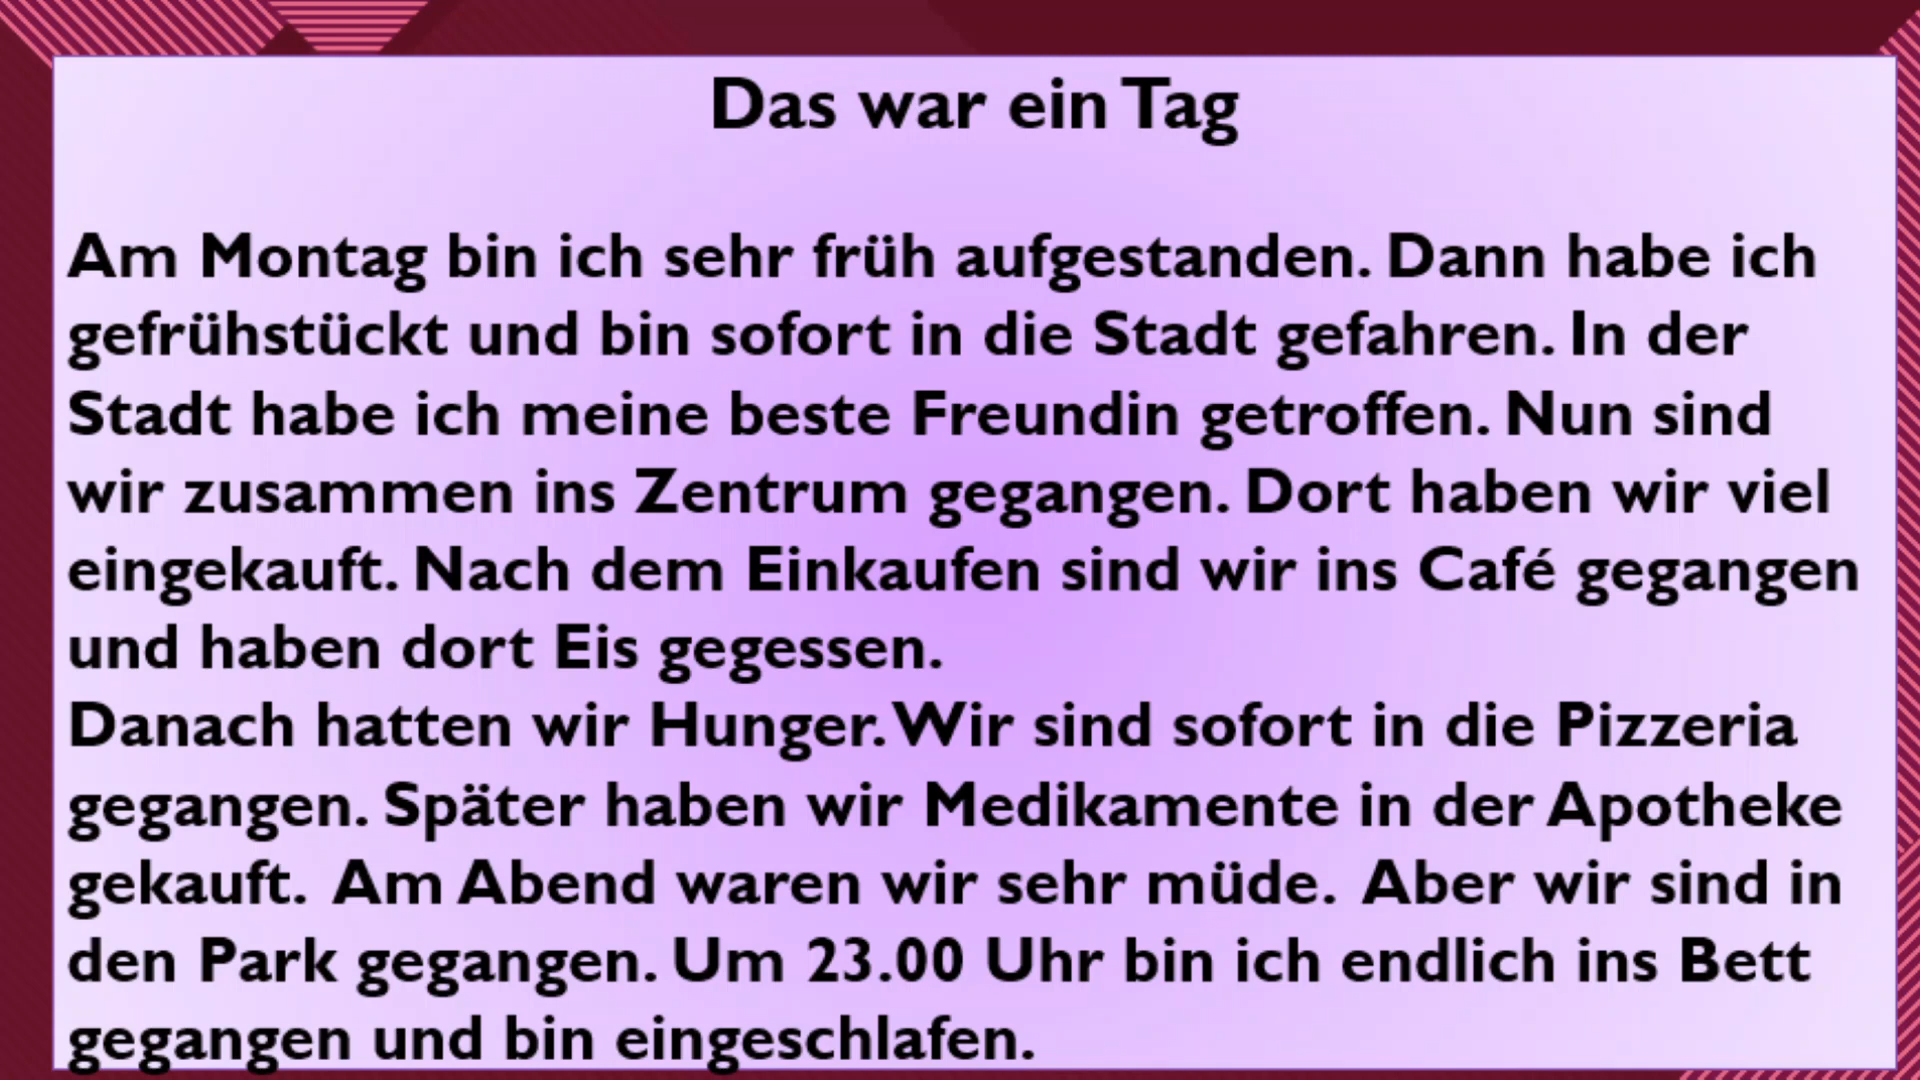 Das war ein Tag
Am Montag bin ich sehr früh aufgestanden. Dann habe ich
gefrühstückt und bin sofort in die Stadt gefahren. In der
Stadt habe ich meine beste Freundin getroffen. Nun sind
wir zusammen ins Zentrum gegangen. Dort haben wir viel
eingekauft. Nach dem Einkaufen sind wir ins Café gegangen
und haben dort Eis gegessen.
Danach hatten wir Hunger. Wir sind sofort in die Pizzeria
gegangen. Später haben wir Medikamente in der Apotheke
gekauft. Am Abend waren wir sehr müde. Aber wir sind in
den Park gegangen. Um 23.00 Uhr bin ich endlich ins Bett
gegangen und bin eingeschlafen.